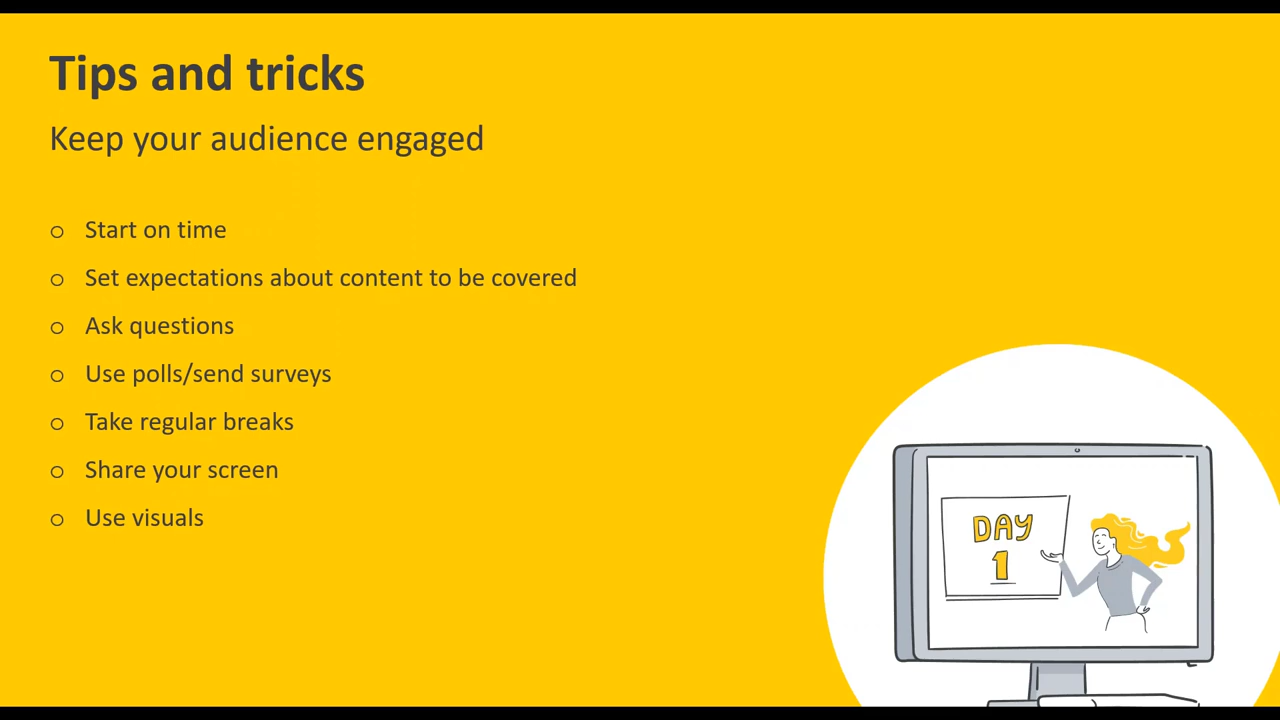 Tips and tricks
Keep your audience engaged
o Start on time
o Set expectations about content to be covered
o Ask questions
o Use polls/send surveys
o Take regular breaks
o Share your screen
o Use visuals
DAY
1